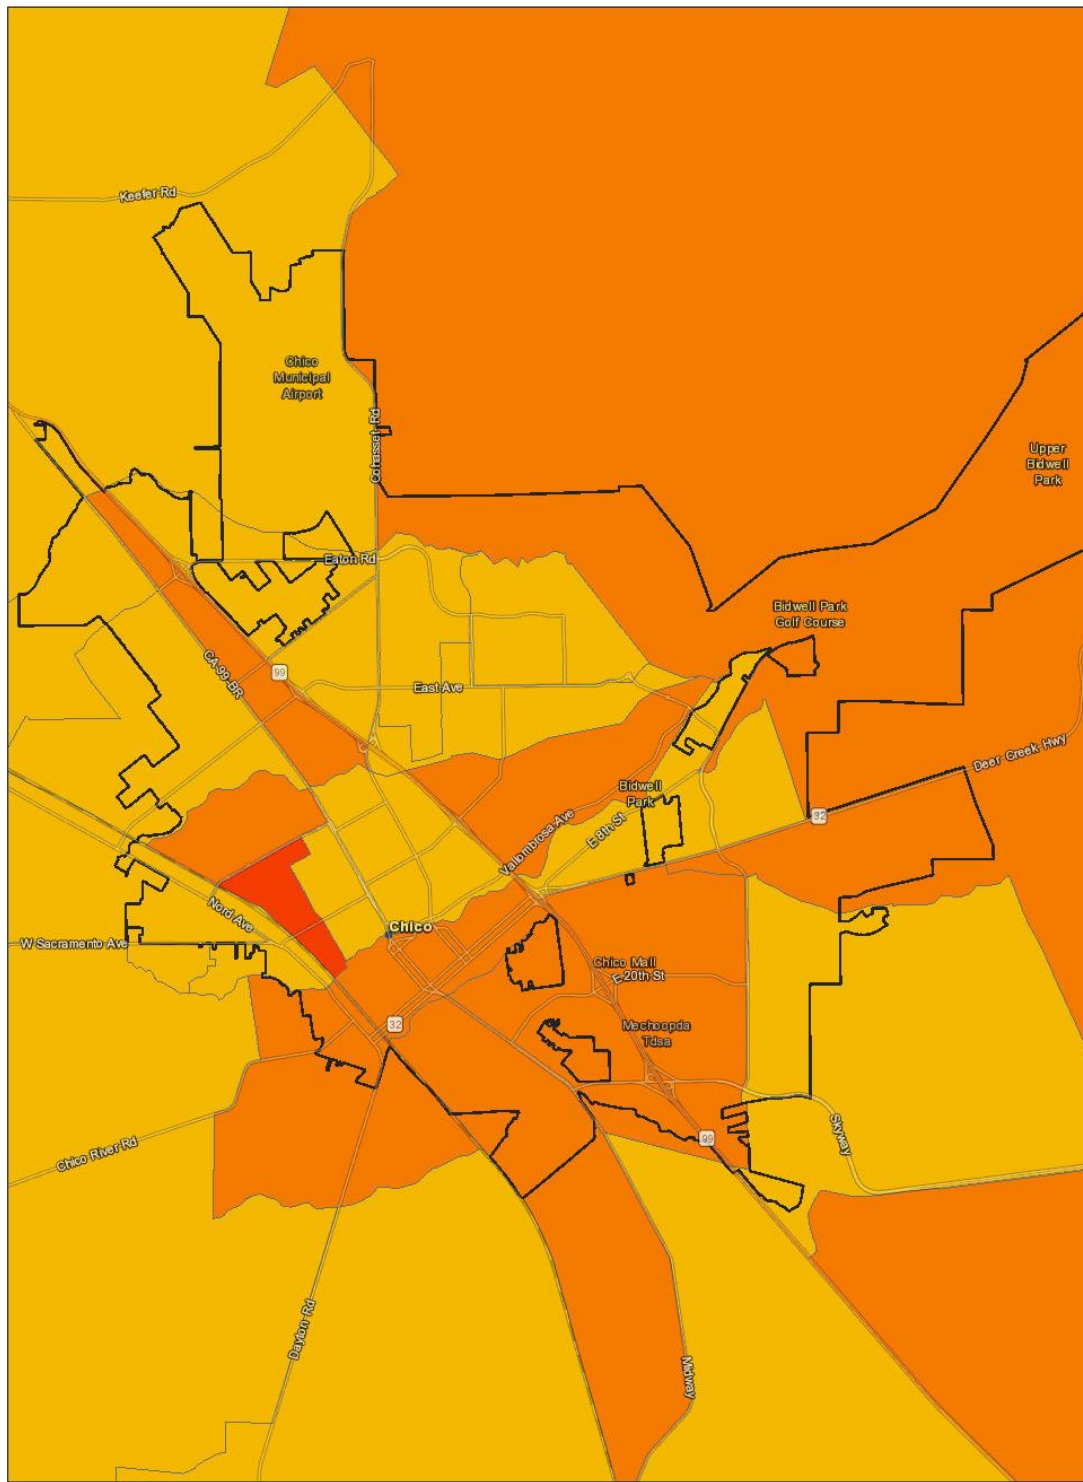 Keefer Rd
Chico
Municipal
Airport
Cohasset Rd
Upper
Bidwell
Park
Eaton Rd
Bidwell Park
Golf Course
CA-99-BR
99
East Ave
Deer Creek Hwy
Bidwell
Park
32
Vallombrosa Ave
E 8th St
Nord Ave
Chico
W Sacramento Ave
Chico Mall
E 20th St
32
Mechoopda
Tdsa
Skyway
99
Chico River Rd
Dayton Rd
Midway